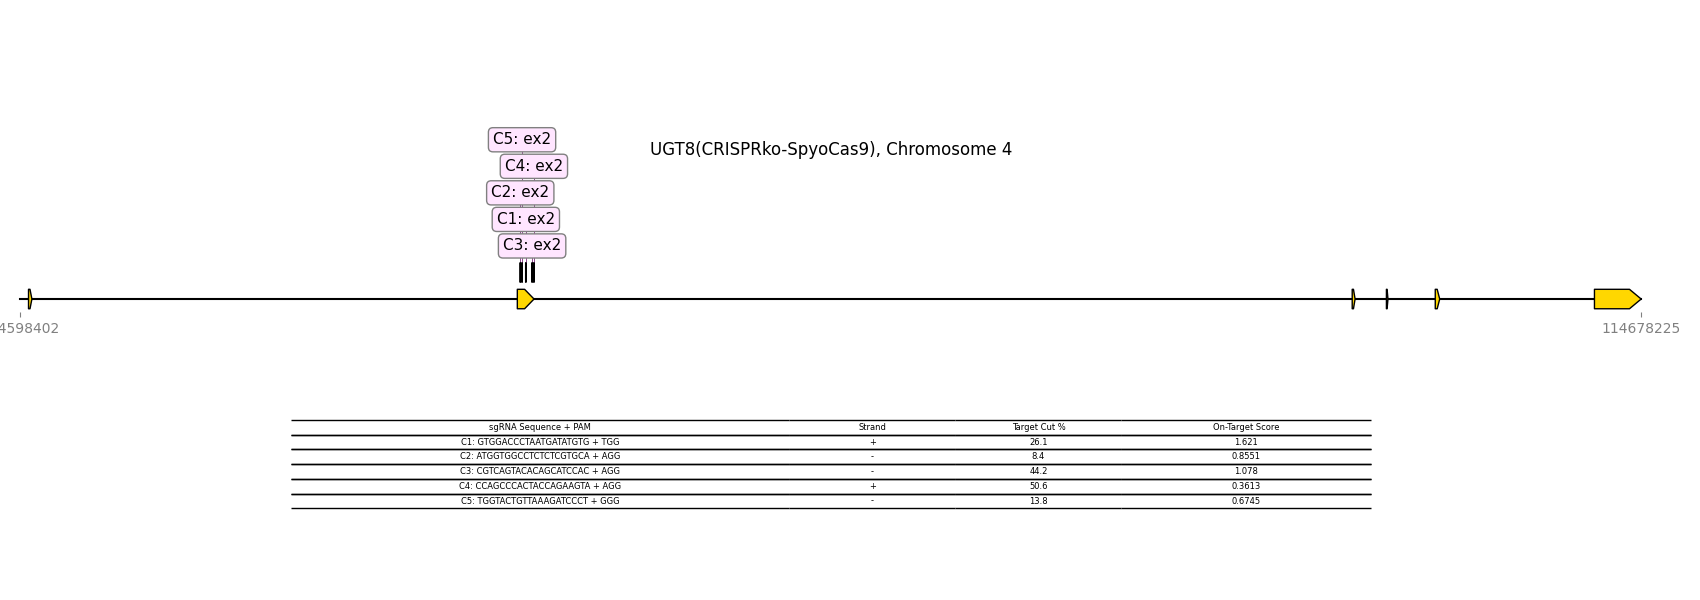 C5: ex2
UGT8(CRISPRko-SpyoCas9), Chromosome 4
C4: ex2
C2: ex2
C1: ex2
C3: ex2
4598402
114678225
sgRNA Sequence + PAM Strand Target Cut % On-Target Score
C1: GTGGACCCTAATGATATGTG + TGG + 26.1 1.621
C2: ATGGTGGCCTCTCTCGTGCA + AGG - 8.4 0.8551
C3: CGTCAGTACACAGCATCCAC + AGG - 44.2 1.078
C4: CCAGCCCACTACCAGAAGTA + AGG + 50.6 0.3613
C5: TGGTACTGTTAAAGATCCCT + GGG - 13.8 0.6745